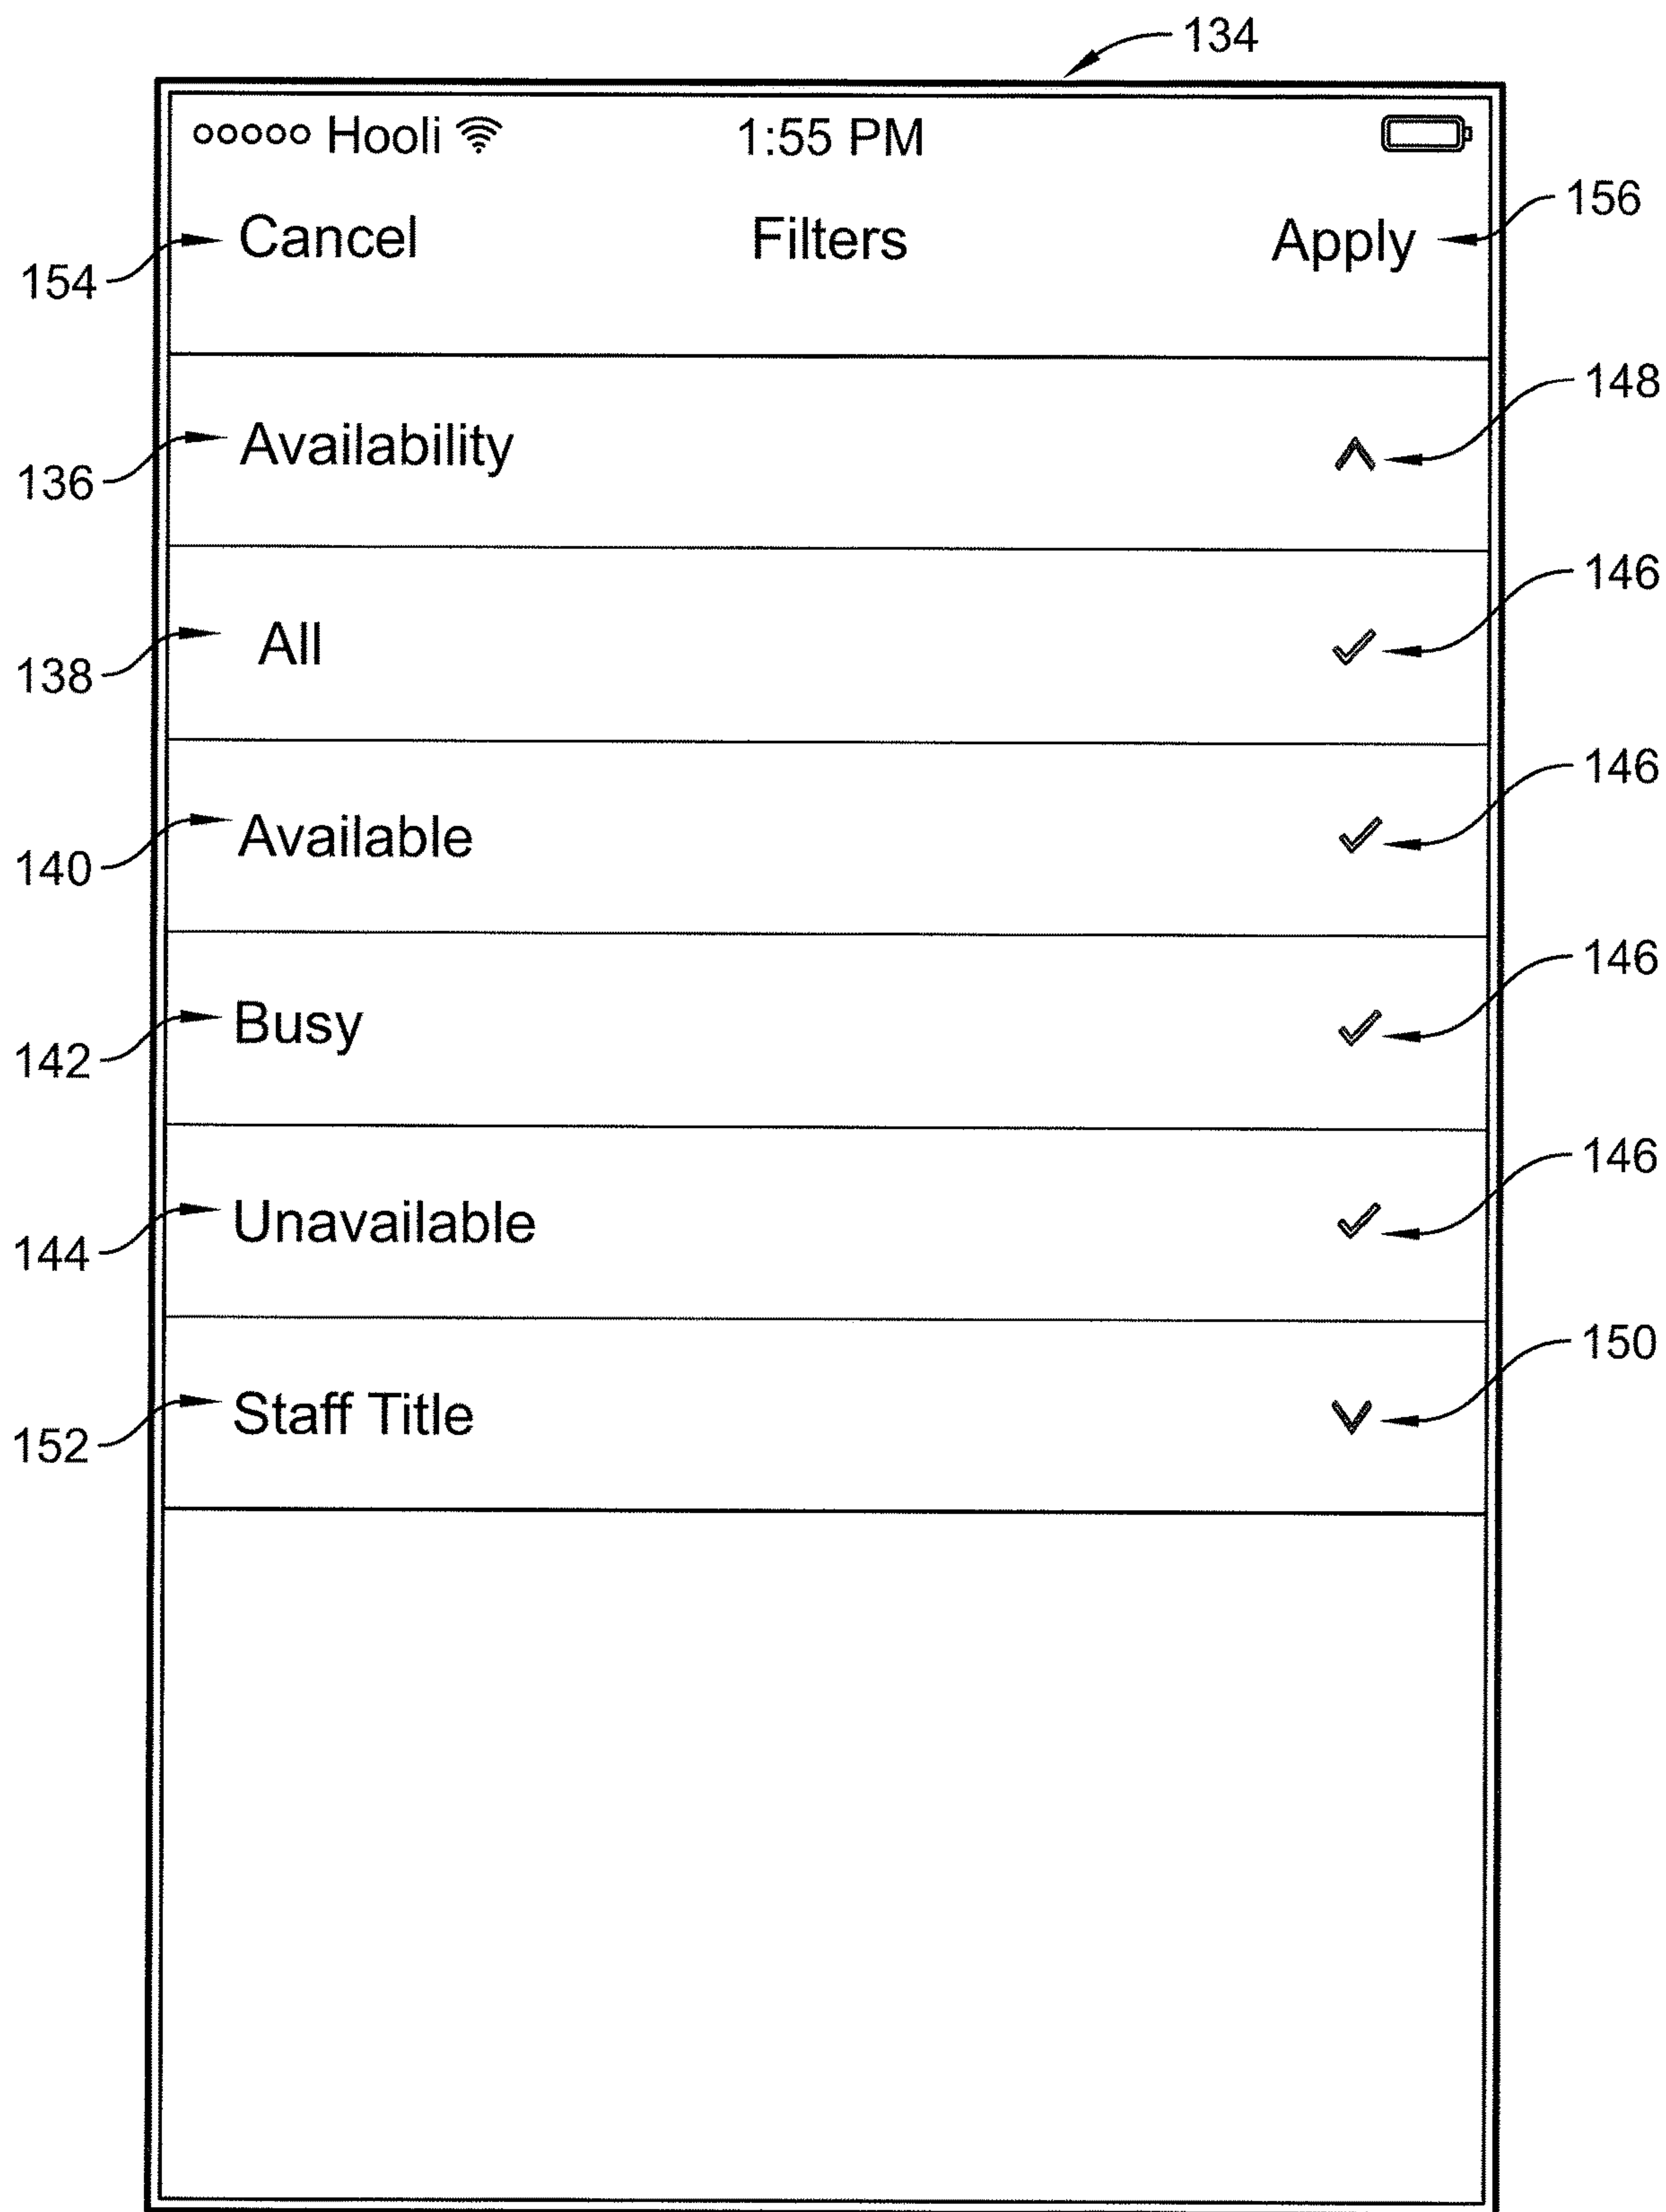 134
ooooo Hooli 1:55 PM
156
Cancel Filters Apply
154
148
Availability
136
146
All
138
146
Available
140
146
Busy
142
146
Unavailable
144
150
Staff Title
152